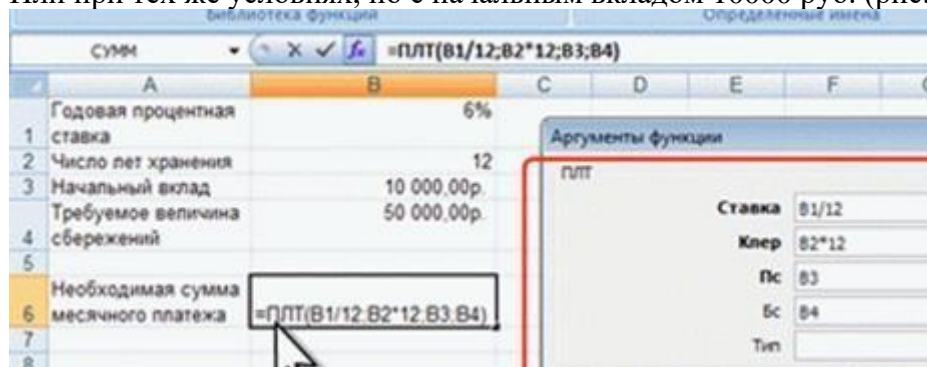 Или при тех же условиях, но с начальным вкладом 10000 руб. (рис.
Библиотека функций
Определенные имена
СУММ
=ПЛТ(B1/12;B2*12;B3;B4)
A B C D E F
1 Годовая процентная ставка 6%
2 Число лет хранения 12
3 Начальный вклад 10 000,00р.
4 Требуемое величина сбережений 50 000,00р.
5
6 Необходимая сумма месячного платежа =ПЛТ(B1/12;B2*12;B3;B4)
7
8
Аргументы функции
ПЛТ
Ставка B1/12
Кпер B2*12
Пс B3
Бс B4
Тип